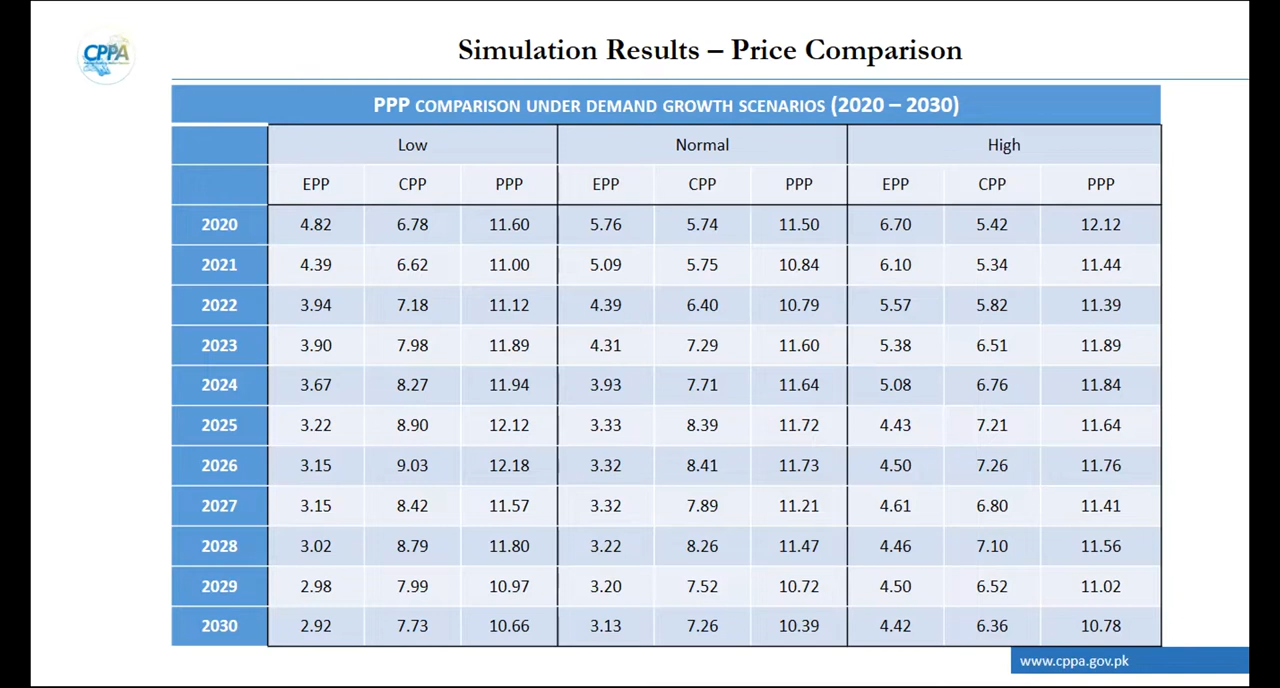 CPPA
Simulation Results – Price Comparison
PPP COMPARISON UNDER DEMAND GROWTH SCENARIOS (2020 – 2030)
Low Normal High
EPP CPP PPP EPP CPP PPP EPP CPP PPP
2020 4.82 6.78 11.60 5.76 5.74 11.50 6.70 5.42 12.12
2021 4.39 6.62 11.00 5.09 5.75 10.84 6.10 5.34 11.44
2022 3.94 7.18 11.12 4.39 6.40 10.79 5.57 5.82 11.39
2023 3.90 7.98 11.89 4.31 7.29 11.60 5.38 6.51 11.89
2024 3.67 8.27 11.94 3.93 7.71 11.64 5.08 6.76 11.84
2025 3.22 8.90 12.12 3.33 8.39 11.72 4.43 7.21 11.64
2026 3.15 9.03 12.18 3.32 8.41 11.73 4.50 7.26 11.76
2027 3.15 8.42 11.57 3.32 7.89 11.21 4.61 6.80 11.41
2028 3.02 8.79 11.80 3.22 8.26 11.47 4.46 7.10 11.56
2029 2.98 7.99 10.97 3.20 7.52 10.72 4.50 6.52 11.02
2030 2.92 7.73 10.66 3.13 7.26 10.39 4.42 6.36 10.78
www.cppa.gov.pk